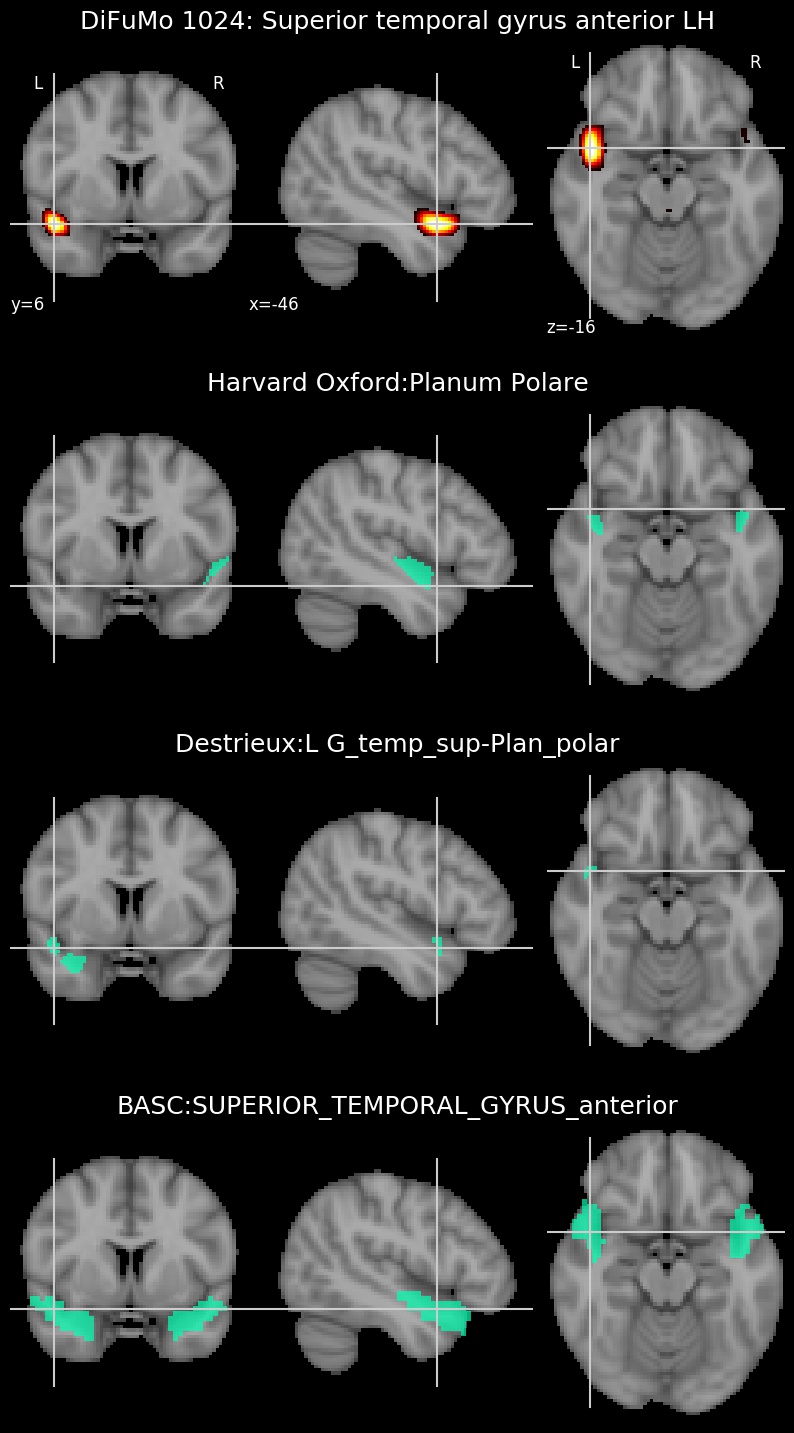 DiFuMo 1024: Superior temporal gyrus anterior LH
L R L R
y=6 x=-46 z=-16
Harvard Oxford:Planum Polare
Destrieux:L G_temp_sup-Plan_polar
BASC:SUPERIOR_TEMPORAL_GYRUS_anterior